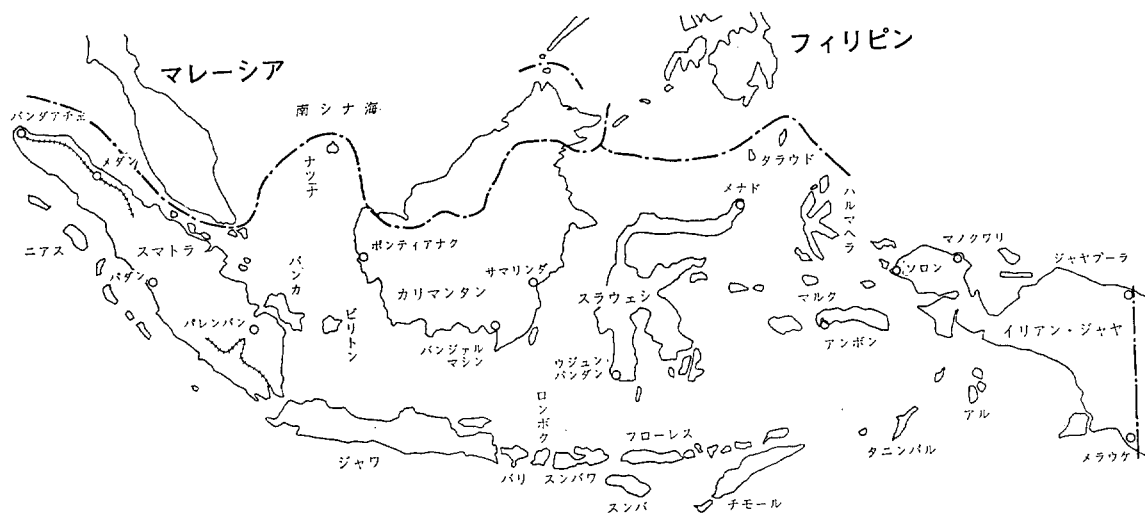 マレーシア
フィリピン
南シナ海
バンダアチェ
メダン
ナツナ
タラウド
メナド
ハルマヘラ
ニアス
スマトラ
パダン
バンカ
ポンティアナク
サマリンダ
カリマンタン
スラウェシ
マノクワリ
ソロン
ジャヤプーラ
パレンバン
ビリトン
バンジァル
マシン
ウジュン
パンダン
マルク
アンボン
イリアン・ジャヤ
ロンボク
フローレス
アル
ジャワ
バリ
スンバワ
スンバ
チモール
タニンバル
メラウケ